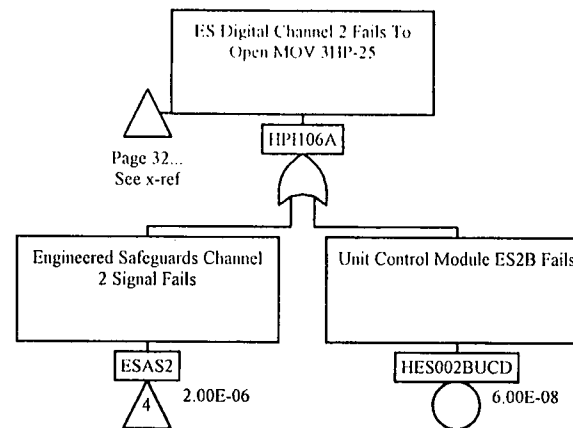 ES Digital Channel 2 Fails To
Open MOV 3HP-25
HPI106A
Page 32...
See x-ref
Engineered Safeguards Channel
2 Signal Fails
Unit Control Module ES2B Fails
ESAS2
HES002BUCD
4
2.00E-06
6.00E-08